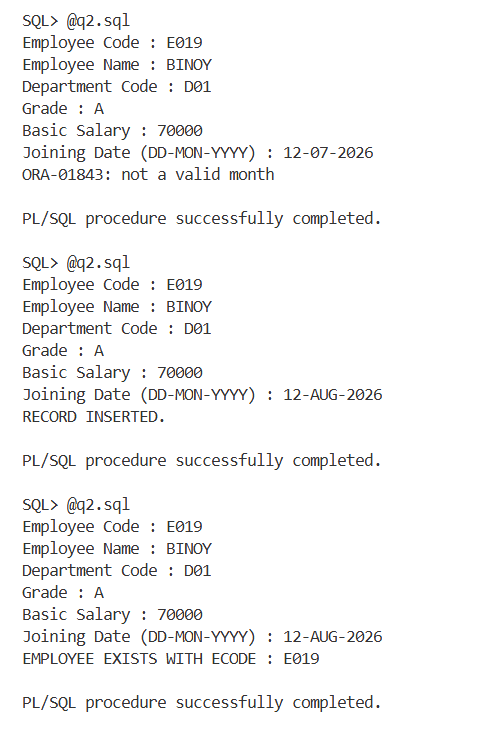 SQL> @q2.sql
Employee Code : E019
Employee Name : BINOY
Department Code : D01
Grade : A
Basic Salary : 70000
Joining Date (DD-MON-YYYY) : 12-07-2026
ORA-01843: not a valid month
PL/SQL procedure successfully completed.
SQL> @q2.sql
Employee Code : E019
Employee Name : BINOY
Department Code : D01
Grade : A
Basic Salary : 70000
Joining Date (DD-MON-YYYY) : 12-AUG-2026
RECORD INSERTED.
PL/SQL procedure successfully completed.
SQL> @q2.sql
Employee Code : E019
Employee Name : BINOY
Department Code : D01
Grade : A
Basic Salary : 70000
Joining Date (DD-MON-YYYY) : 12-AUG-2026
EMPLOYEE EXISTS WITH ECODE : E019
PL/SQL procedure successfully completed.